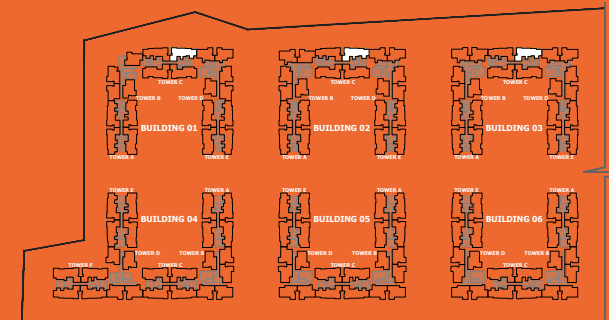 TOWER C TOWER C TOWER C
TOWER B TOWER D TOWER B TOWER D TOWER B TOWER D
BUILDING 01 BUILDING 02 BUILDING 03
TOWER A TOWER E TOWER A TOWER E TOWER A TOWER E
TOWER E TOWER A TOWER E TOWER A TOWER E TOWER A
BUILDING 04 BUILDING 05 BUILDING 06
TOWER D TOWER B TOWER D TOWER B TOWER D TOWER B
TOWER F TOWER C TOWER C TOWER C